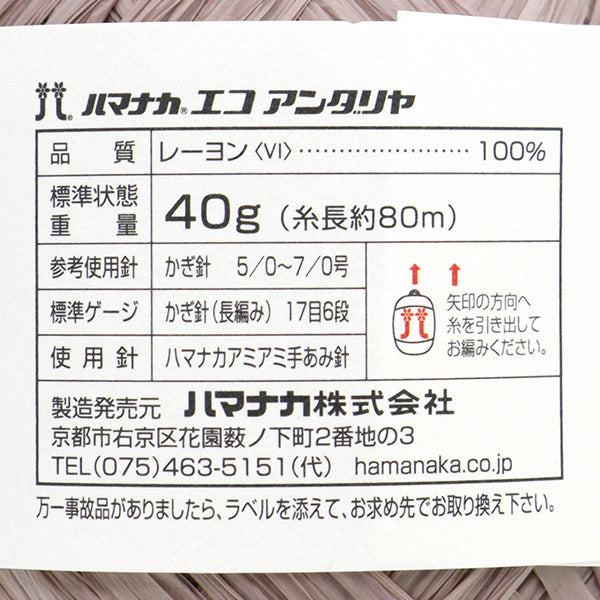 ハマナカ® エコ アンダリヤ
品質 レーヨン〈VI〉…………………… 100%
標準状態重量 40g（糸長約80m）
参考使用針 かぎ針 5/0～7/0号
標準ゲージ かぎ針（長編み） 17目6段
使用針 ハマナカアミアミ手あみ針
矢印の方向へ
糸を引き出して
お編みください。
製造発売元 ハマナカ株式会社
京都市右京区花園薮ノ下町2番地の3
TEL(075)463-5151(代) hamanaka.co.jp
万一事故品がありましたら、ラベルを添えて、お求め先でお取り換え下さい。